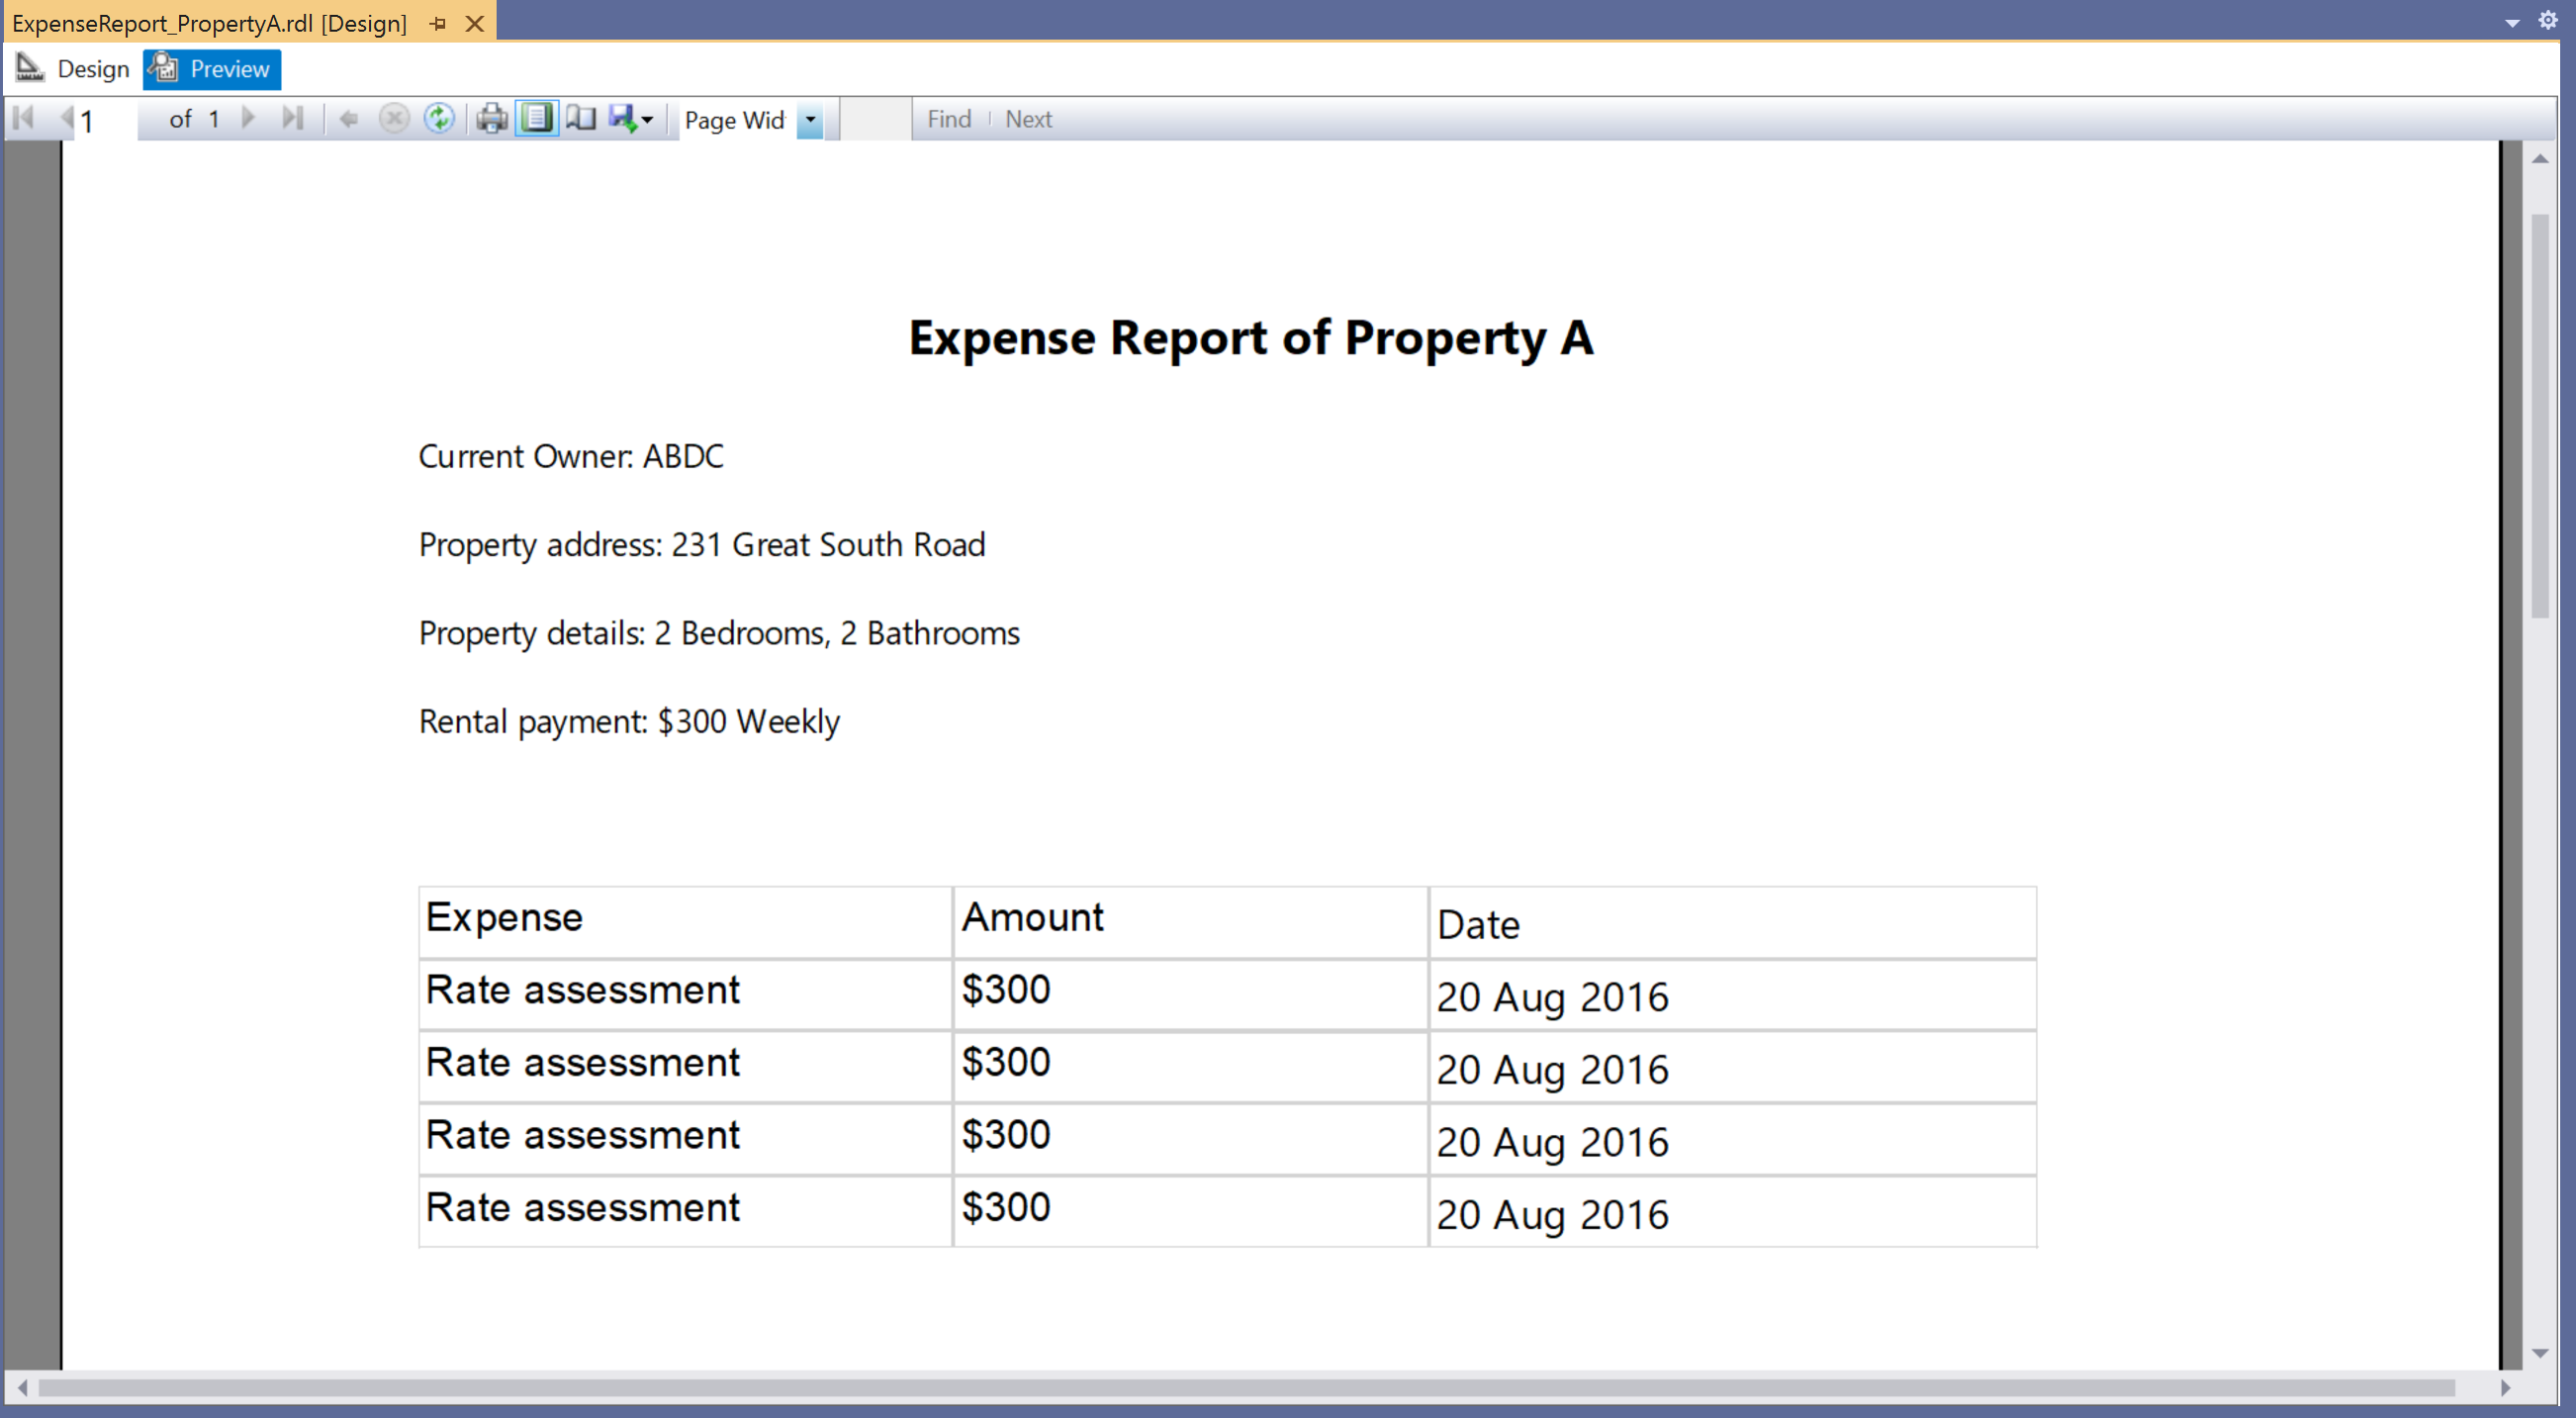 ExpenseReport_PropertyA.rdl [Design]
Design Preview
1 of 1 Page Wid Find Next
Expense Report of Property A
Current Owner: ABDC
Property address: 231 Great South Road
Property details: 2 Bedrooms, 2 Bathrooms
Rental payment: $300 Weekly
Expense Amount Date
Rate assessment $300 20 Aug 2016
Rate assessment $300 20 Aug 2016
Rate assessment $300 20 Aug 2016
Rate assessment $300 20 Aug 2016